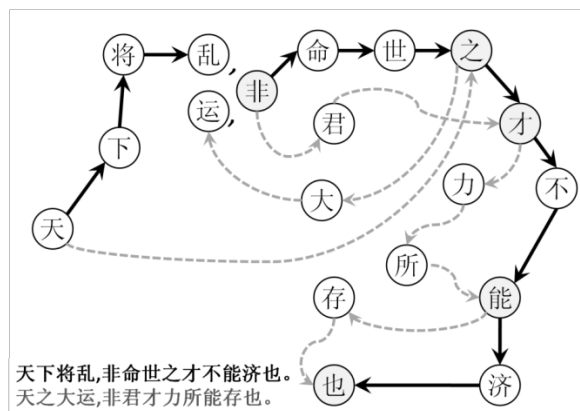 将 乱, 非 命 世 之
运, 君 才
下 力 不
天 大
所
存 能
也 济
天下将乱,非命世之才不能济也。
天之大运,非君才力所能存也。